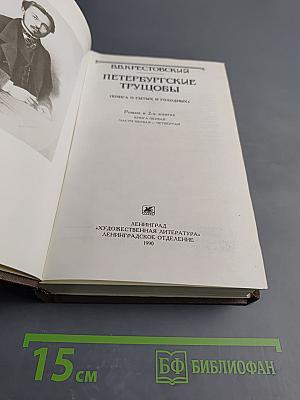 В.В.КРЕСТОВСКИЙ
ПЕТЕРБУРГСКИЕ
ТРУЩОБЫ
(КНИГА О СЫТЫХ И ГОЛОДНЫХ)
Роман в 2-х книгах
КНИГА ПЕРВАЯ
ЧАСТИ ПЕРВАЯ – ЧЕТВЕРТАЯ
ЛЕНИНГРАД
«ХУДОЖЕСТВЕННАЯ ЛИТЕРАТУРА»
ЛЕНИНГРАДСКОЕ ОТДЕЛЕНИЕ
1990
15 СМ
БФ БИБЛИОФАН